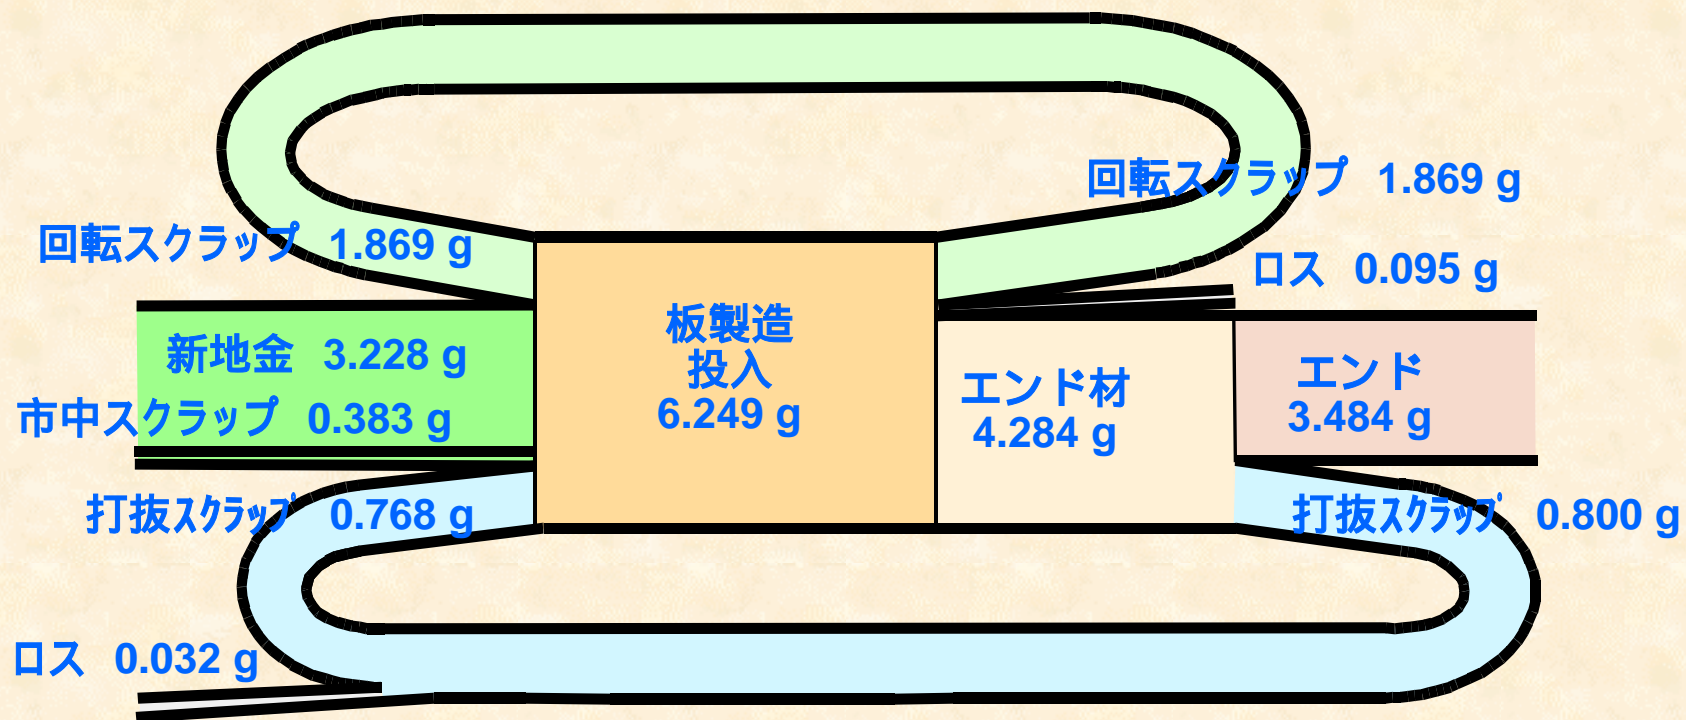 回転スクラップ 1.869 g
回転スクラップ 1.869 g
ロス 0.095 g
新地金 3.228 g
市中スクラップ 0.383 g
板製造
投入
6.249 g
エンド材
4.284 g
エンド
3.484 g
打抜スクラップ 0.768 g
打抜スクラップ 0.800 g
ロス 0.032 g